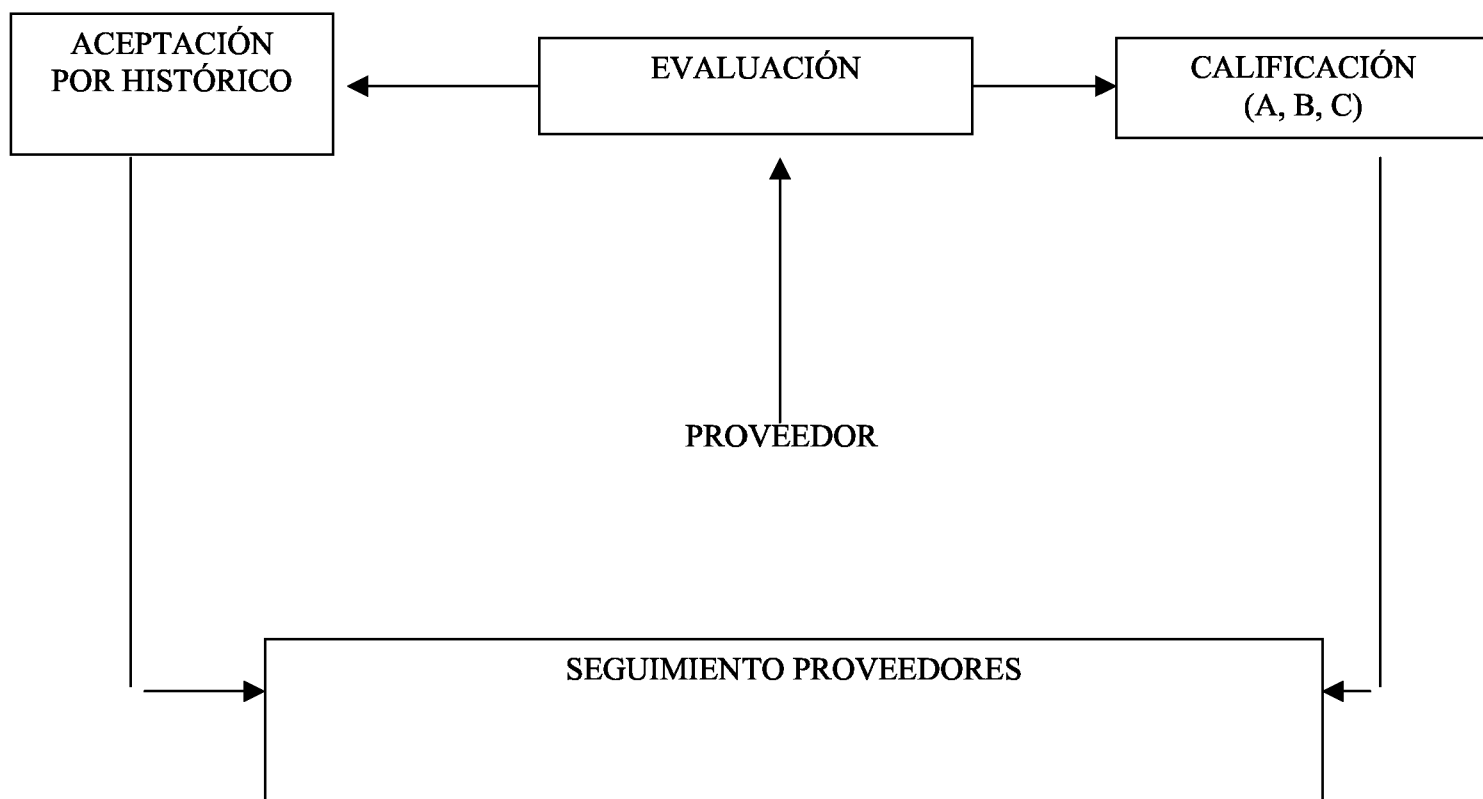 ACEPTACIÓN
POR HISTÓRICO
EVALUACIÓN
CALIFICACIÓN
(A, B, C)
PROVEEDOR
SEGUIMIENTO PROVEEDORES